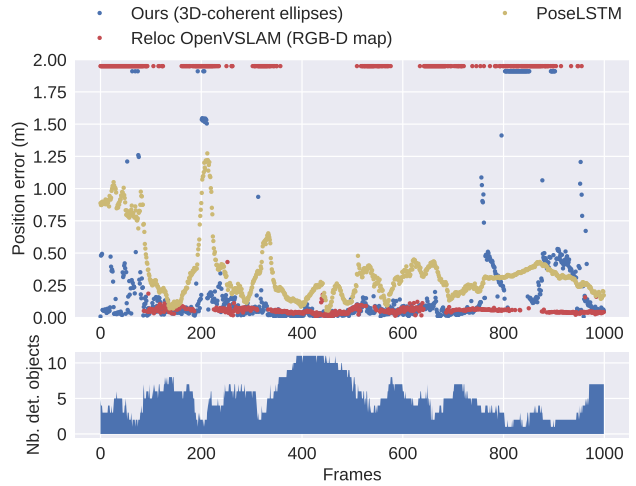 Ours (3D-coherent ellipses)
PoseLSTM
Reloc OpenVSLAM (RGB-D map)
Position error (m)
2.00
1.75
1.50
1.25
1.00
0.75
0.50
0.25
0.00
0 200 400 600 800 1000
Nb. det. objects
10
5
0
0 200 400 600 800 1000
Frames